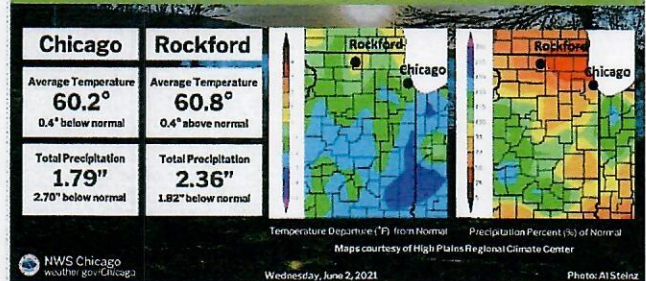 Chicago
Average Temperature
60.2°
0.4° below normal
Total Precipitation
1.79"
2.70" below normal
Rockford
Average Temperature
60.8°
0.4° above normal
Total Precipitation
2.36"
1.82" below normal
Rockford
Chicago
Temperature Departure (°F) from Normal
Rockford
Chicago
Precipitation Percent (%) of Normal
Maps courtesy of High Plains Regional Climate Center
NWS Chicago
weather.gov/Chicago
Wednesday, June 2, 2021
Photo: Al Steinz